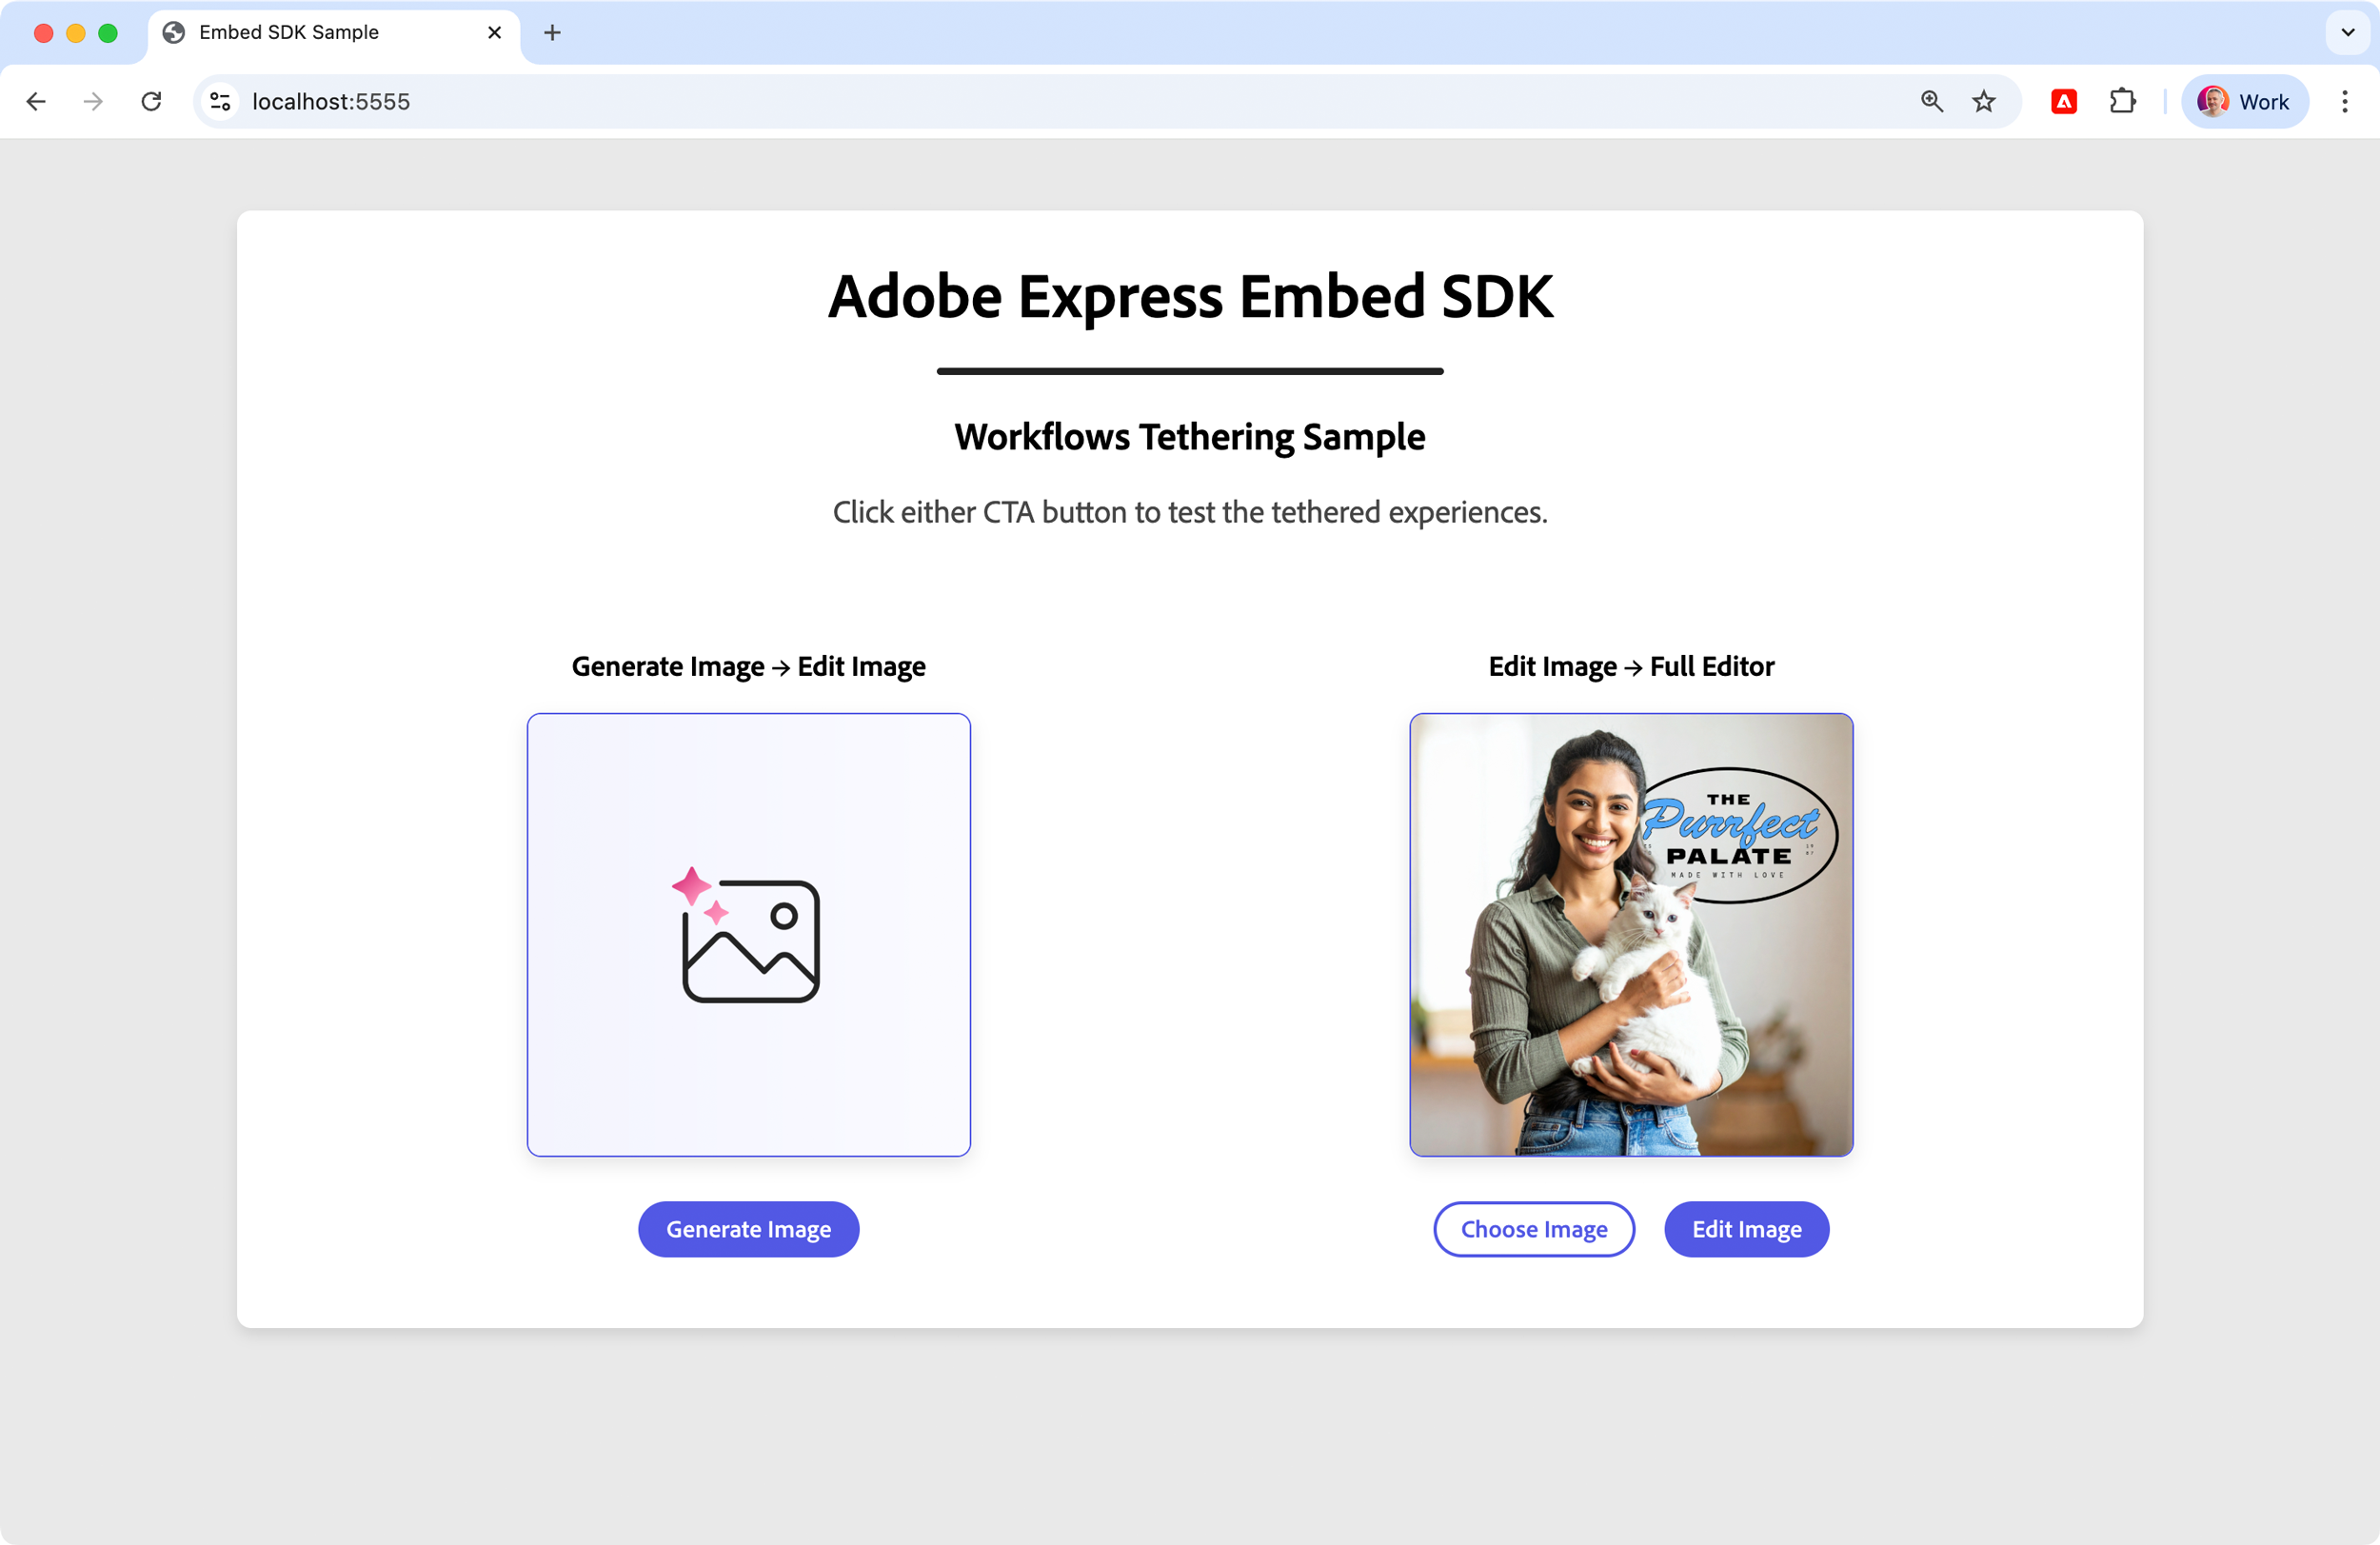 Embed SDK Sample
localhost:5555
Work
Adobe Express Embed SDK
Workflows Tethering Sample
Click either CTA button to test the tethered experiences.
Generate Image → Edit Image
Edit Image → Full Editor
THE
Purrfect
PALATE
MADE WITH LOVE
Generate Image
Choose Image
Edit Image